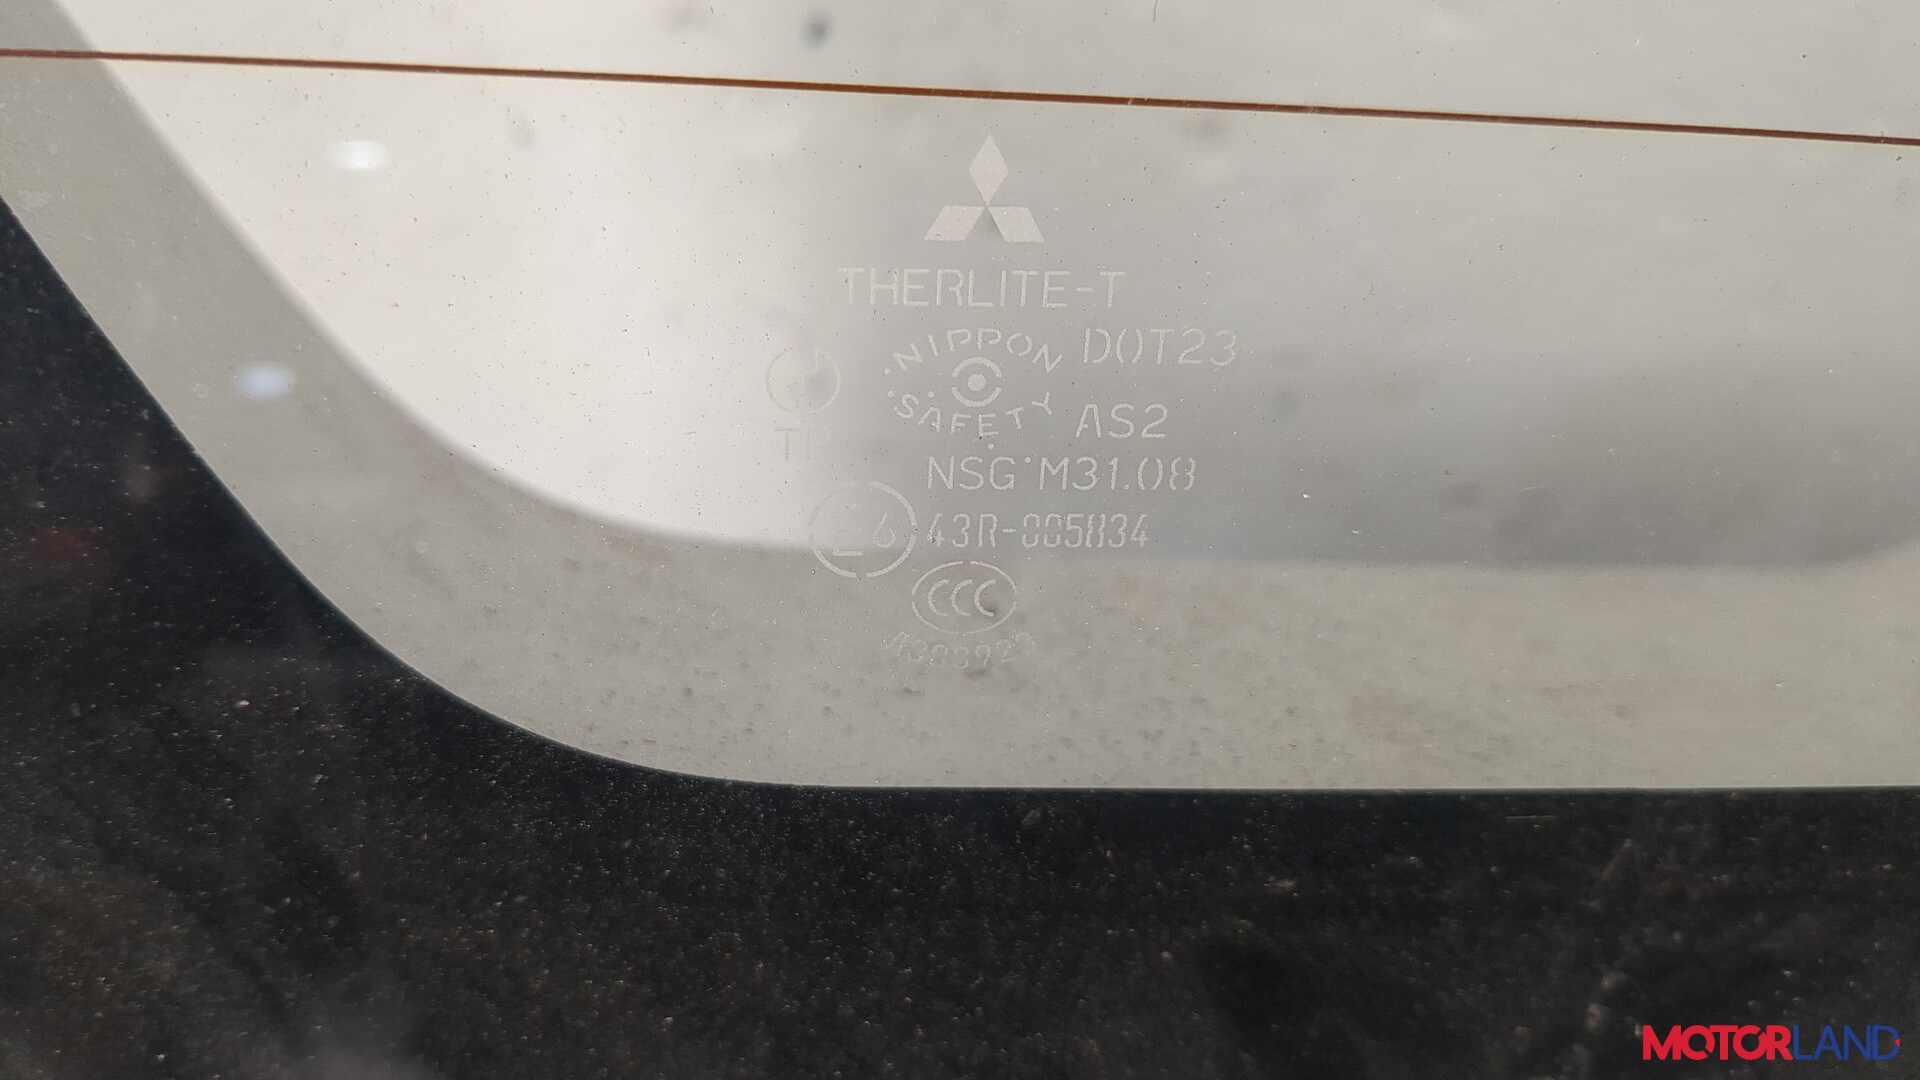 THERLITE-T
NIPPON SAFETY
DOT23
AS2
TP
NSG M31.08
E6 43R-005834
CCC
MOTORLAND